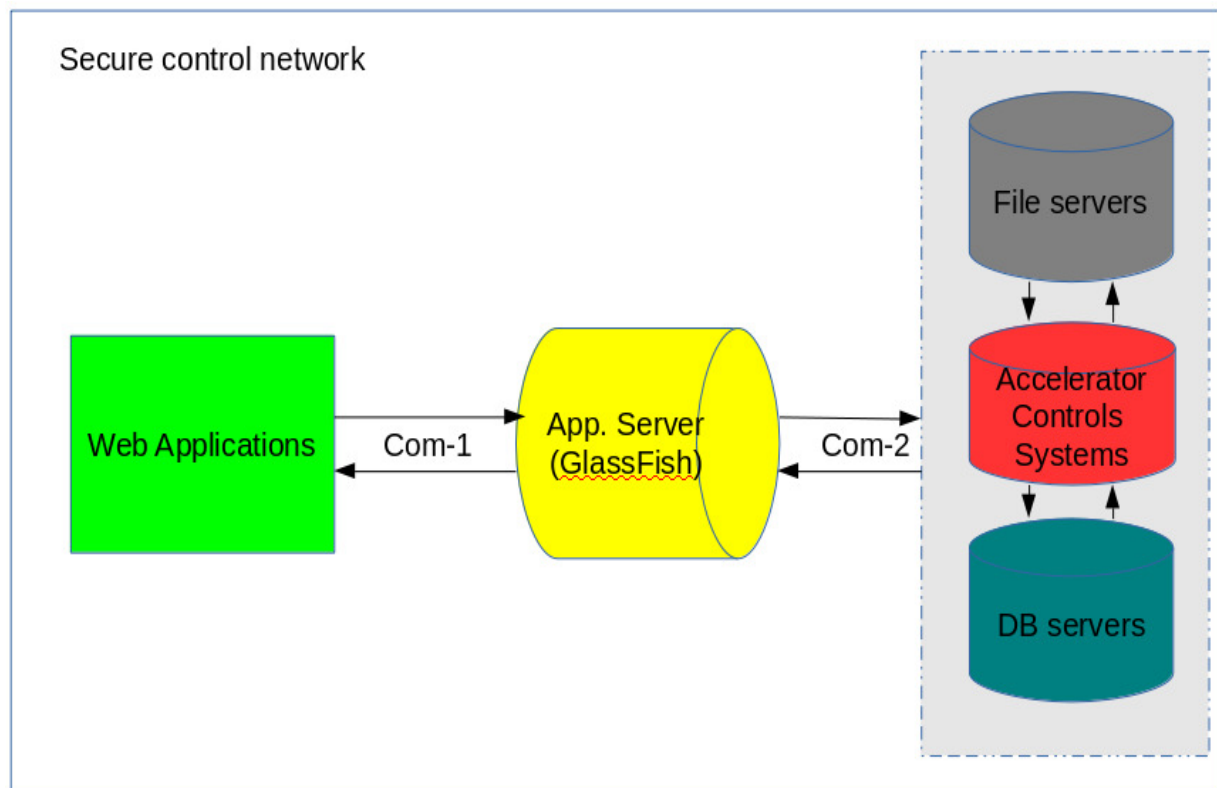 Secure control network
File servers
Web Applications
Com-1
App. Server
(GlassFish)
Com-2
Accelerator
Controls
Systems
DB servers